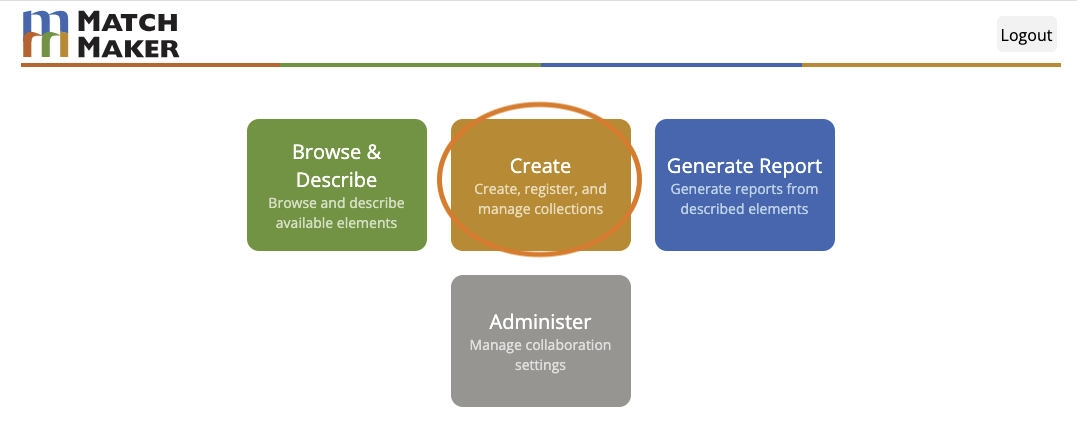 MATCH
MAKER
Logout
Browse &
Describe
Browse and describe
available elements
Create
Create, register, and
manage collections
Generate Report
Generate reports from
described elements
Administer
Manage collaboration
settings